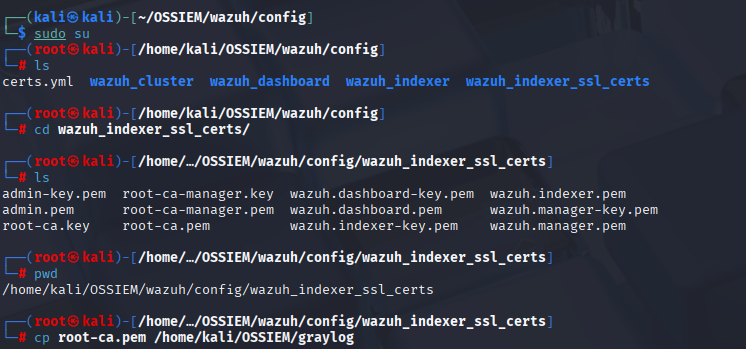 ┌──(kali㉿kali)-[~/OSSIEM/wazuh/config]
└─$ sudo su
┌──(root㉿kali)-[/home/kali/OSSIEM/wazuh/config]
└─# ls
certs.yml  wazuh_cluster  wazuh_dashboard  wazuh_indexer  wazuh_indexer_ssl_certs
┌──(root㉿kali)-[/home/kali/OSSIEM/wazuh/config]
└─# cd wazuh_indexer_ssl_certs/
┌──(root㉿kali)-[/home/…/OSSIEM/wazuh/config/wazuh_indexer_ssl_certs]
└─# ls
admin-key.pem  root-ca-manager.key  wazuh.dashboard-key.pem  wazuh.indexer.pem
admin.pem      root-ca-manager.pem  wazuh.dashboard.pem      wazuh.manager-key.pem
root-ca.key    root-ca.pem          wazuh.indexer-key.pem    wazuh.manager.pem
┌──(root㉿kali)-[/home/…/OSSIEM/wazuh/config/wazuh_indexer_ssl_certs]
└─# pwd
/home/kali/OSSIEM/wazuh/config/wazuh_indexer_ssl_certs
┌──(root㉿kali)-[/home/…/OSSIEM/wazuh/config/wazuh_indexer_ssl_certs]
└─# cp root-ca.pem /home/kali/OSSIEM/graylog